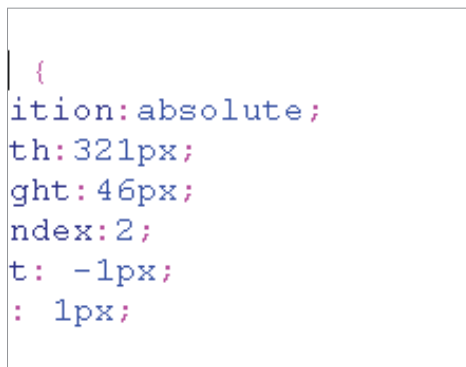 {
ition:absolute;
th:321px;
ght:46px;
ndex:2;
t: -1px;
: 1px;